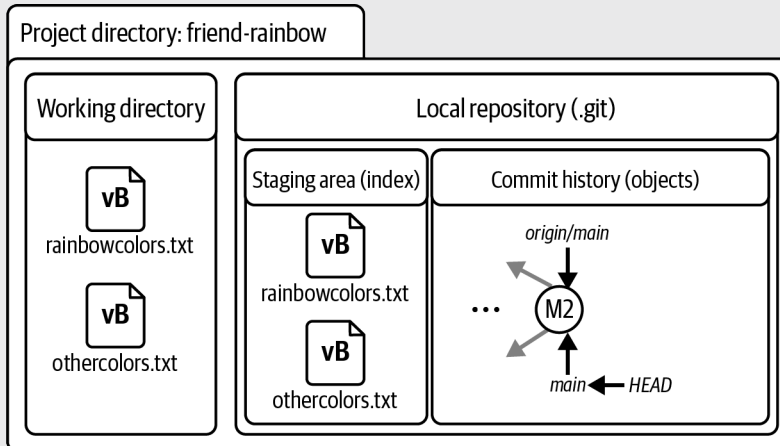 Project directory: friend-rainbow
Working directory
vB
rainbowcolors.txt
vB
othercolors.txt
Local repository (.git)
Staging area (index)
vB
rainbowcolors.txt
vB
othercolors.txt
Commit history (objects)
origin/main
...
M2
main
HEAD